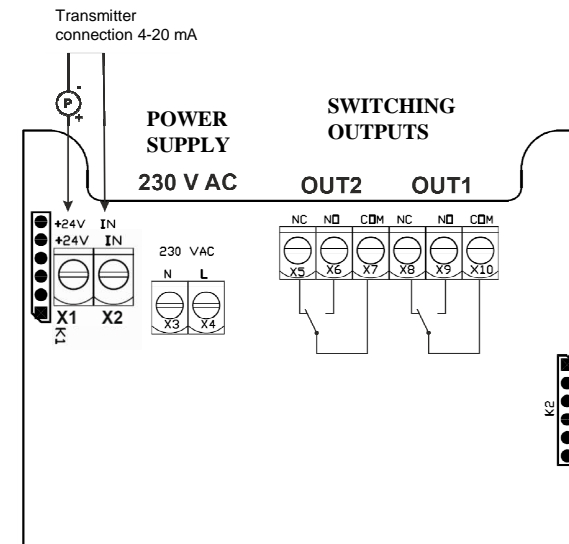 Transmitter
connection 4-20 mA
-
P
+
POWER
SUPPLY
230 V AC
SWITCHING
OUTPUTS
OUT2 OUT1
+24V IN
+24V IN
X1 X2
K1
230 VAC
N L
X3 X4
NC NO COM NC NO COM
X5 X6 X7 X8 X9 X10
K2